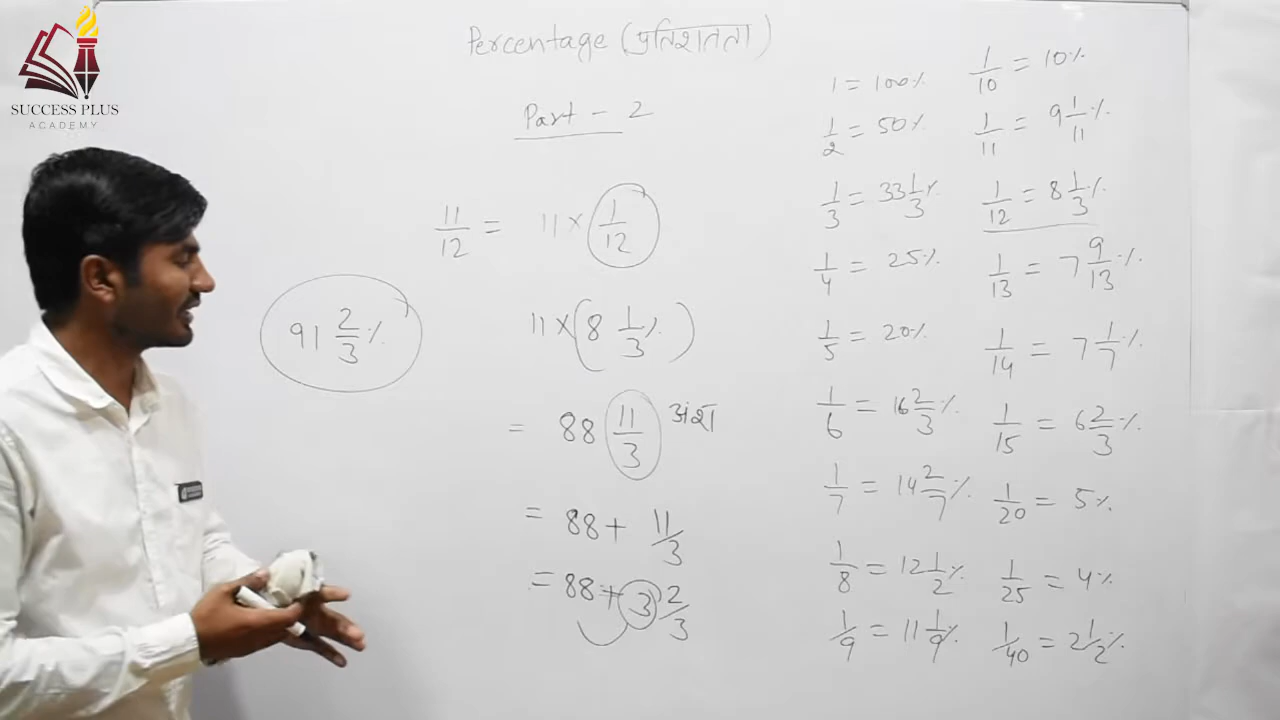 SUCCESS PLUS
ACADEMY
Percentage (प्रतिशतता)
Part - 2
11/12 = 11 × 1/12
11 × (8 1/3 %)
= 88 11/3 अंश
= 88 + 11/3
= 88 + 3 2/3
91 2/3 %
1 = 100%
1/2 = 50%
1/3 = 33 1/3 %
1/4 = 25%
1/5 = 20%
1/6 = 16 2/3 %
1/7 = 14 2/7 %
1/8 = 12 1/2 %
1/9 = 11 1/9 %
1/10 = 10%
1/11 = 9 1/11 %
1/12 = 8 1/3 %
1/13 = 7 9/13 %
1/14 = 7 1/7 %
1/15 = 6 2/3 %
1/20 = 5%
1/25 = 4%
1/40 = 2 1/2 %